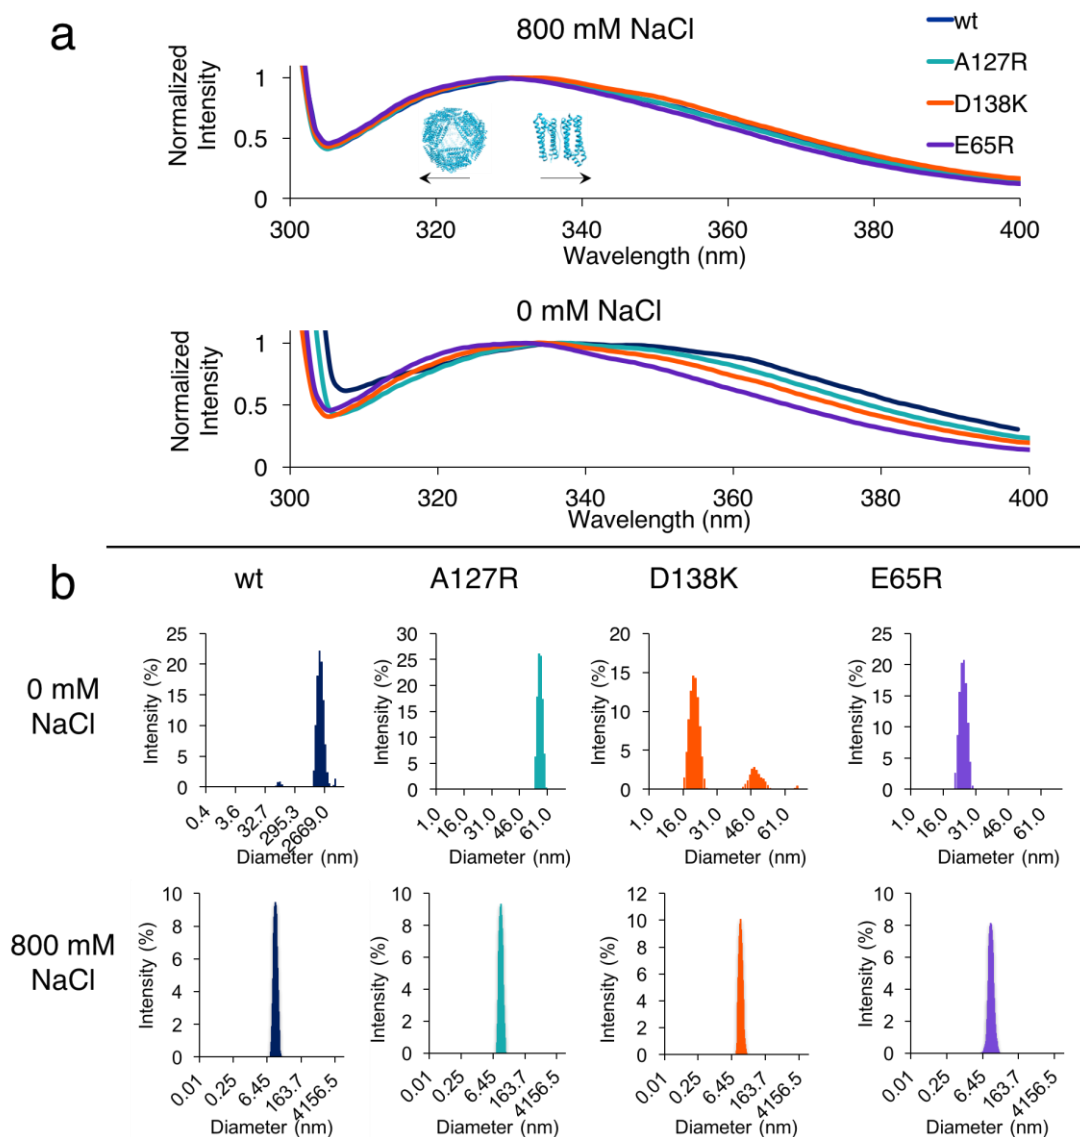 a
800 mM NaCl
wt
A127R
D138K
E65R
Normalized
Intensity
1
0.5
0
300 320 340 360 380 400
Wavelength (nm)
0 mM NaCl
Normalized
Intensity
1
0.5
0
300 320 340 360 380 400
Wavelength (nm)
b
wt A127R D138K E65R
0 mM
NaCl
Intensity (%)
25
20
15
10
5
0
0.4 3.6 32.7 295.3 2669.0
Diameter (nm)
Intensity (%)
30
25
20
15
10
5
0
1.0 16.0 31.0 46.0 61.0
Diameter (nm)
Intensity (%)
20
15
10
5
0
1.0 16.0 31.0 46.0 61.0
Diameter (nm)
Intensity (%)
25
20
15
10
5
0
1.0 16.0 31.0 46.0 61.0
Diameter (nm)
800 mM
NaCl
Intensity (%)
10
8
6
4
2
0
0.01 0.25 6.45 163.7 4156.5
Diameter (nm)
Intensity (%)
10
8
6
4
2
0
0.01 0.25 6.45 163.7 4156.5
Diameter (nm)
Intensity (%)
12
10
8
6
4
2
0
0.01 0.25 6.45 163.7 4156.5
Diameter (nm)
Intensity (%)
10
8
6
4
2
0
0.01 0.25 6.45 163.7 4156.5
Diameter (nm)